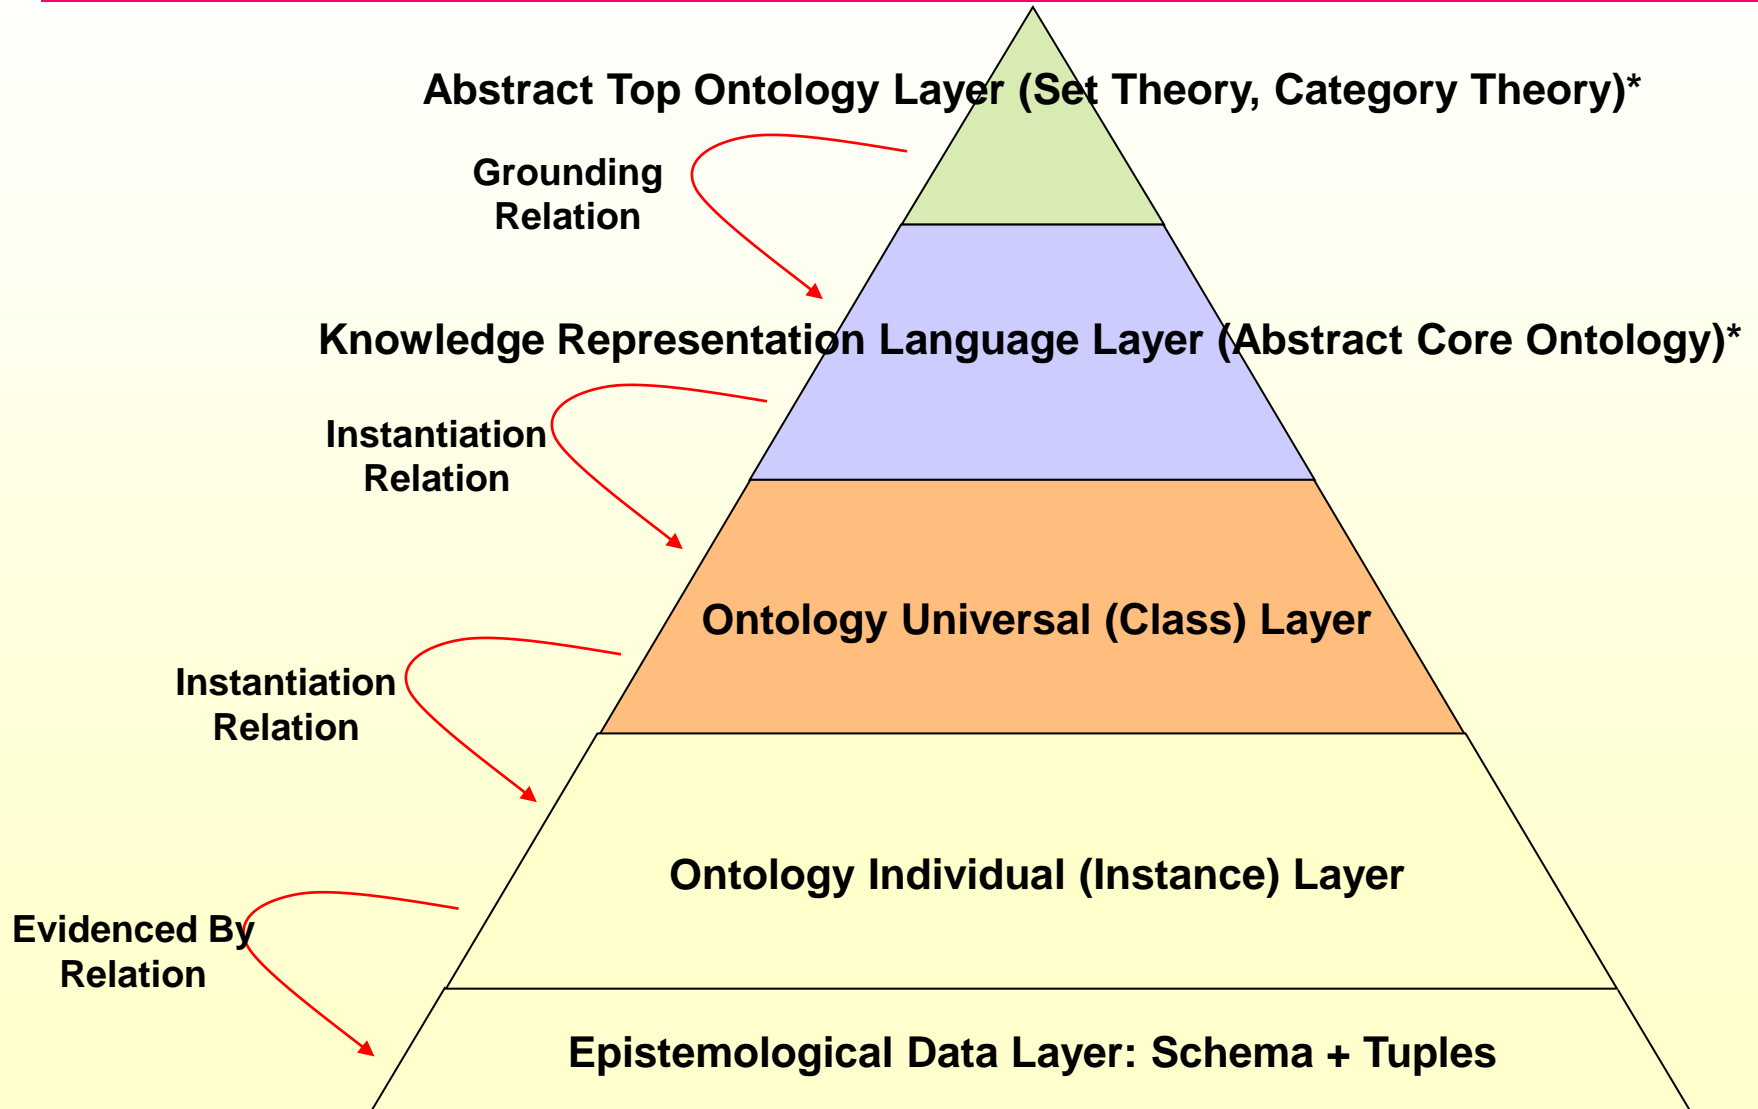 Abstract Top Ontology Layer (Set Theory, Category Theory)*
Grounding
Relation
Knowledge Representation Language Layer (Abstract Core Ontology)*
Instantiation
Relation
Ontology Universal (Class) Layer
Instantiation
Relation
Ontology Individual (Instance) Layer
Evidenced By
Relation
Epistemological Data Layer: Schema + Tuples